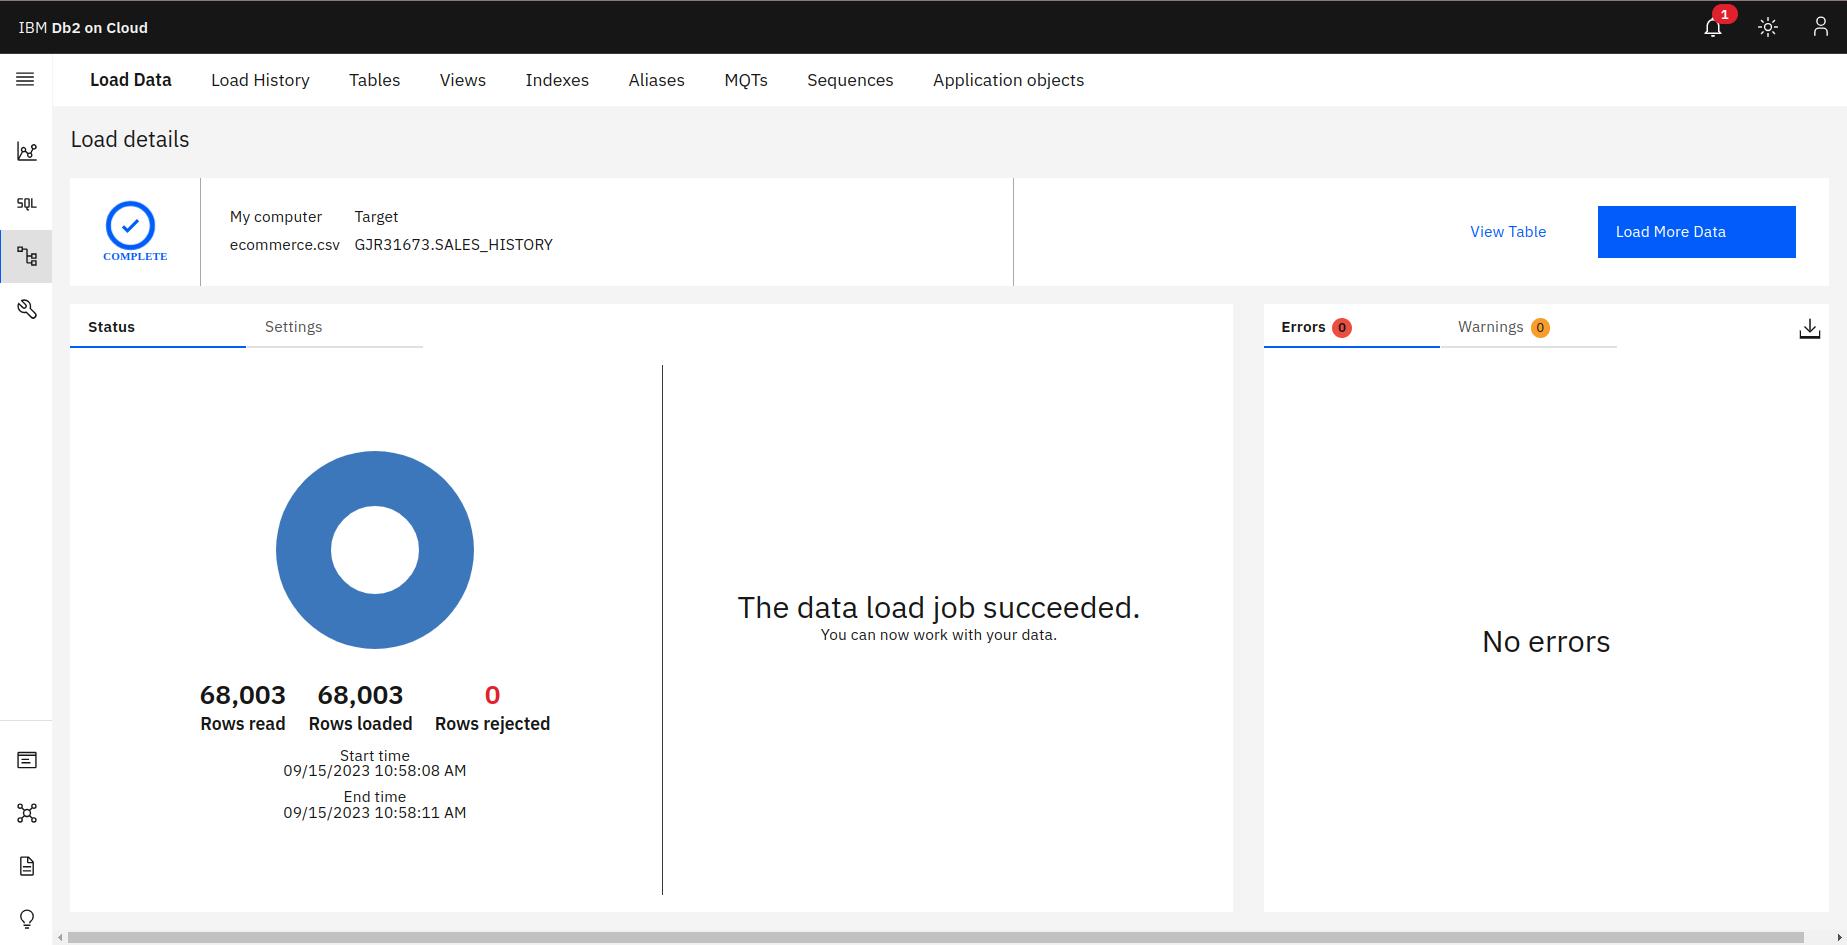 IBM Db2 on Cloud
1
Load Data Load History Tables Views Indexes Aliases MQTs Sequences Application objects
SQL
Load details
COMPLETE
My computer Target
ecommerce.csv GJR31673.SALES_HISTORY
View Table
Load More Data
Status Settings
Errors 0 Warnings 0
68,003 68,003 0
Rows read Rows loaded Rows rejected
Start time
09/15/2023 10:58:08 AM
End time
09/15/2023 10:58:11 AM
The data load job succeeded.
You can now work with your data.
No errors